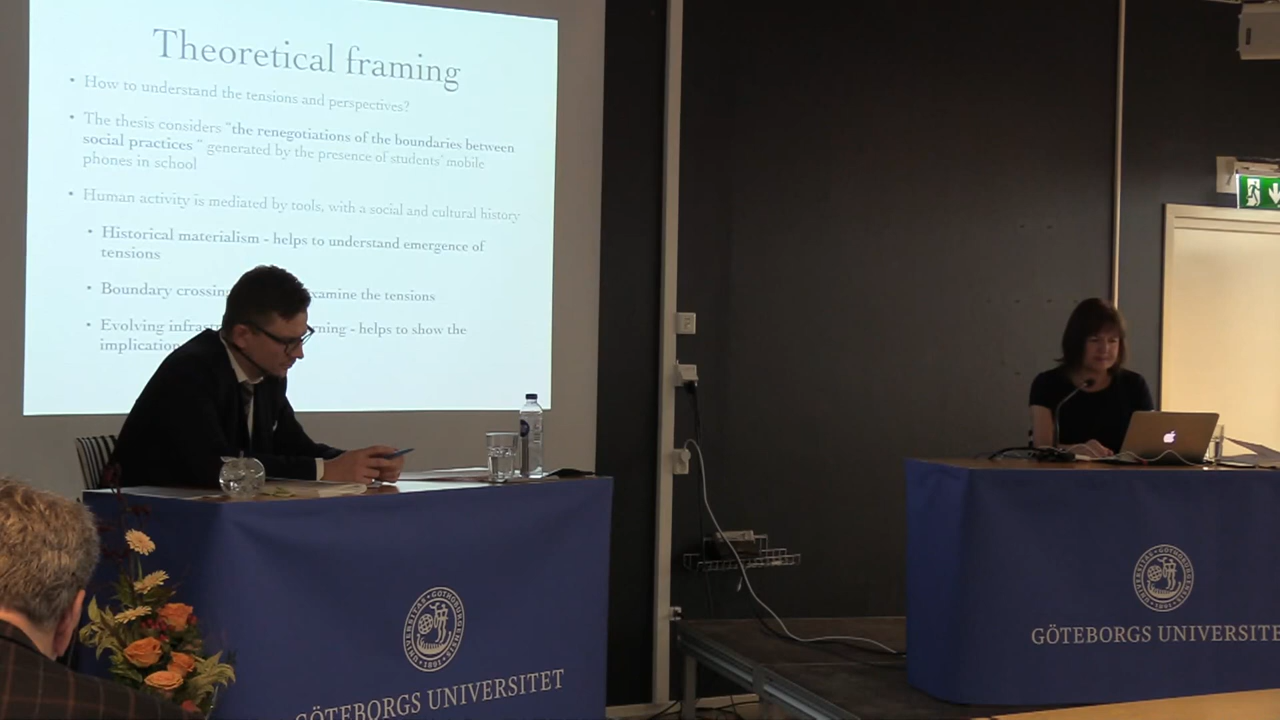 Theoretical framing
• How to understand the tensions and perspectives?
• The thesis considers "the renegotiations of the boundaries between
social practices " generated by the presence of students' mobile
phones in school
• Human activity is mediated by tools, with a social and cultural history
• Historical materialism - helps to understand emergence of
tensions
• Boundary crossing examine the tensions
• Evolving - helps to show the
GÖTEBORGS UNIVERSITET
GÖTEBORGS UNIVERSITE